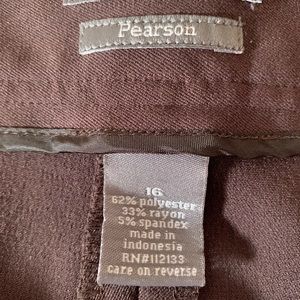 Pearson
16
62% polyester
33% rayon
5% spandex
made in
indonesia
RN#112133
care on reverse